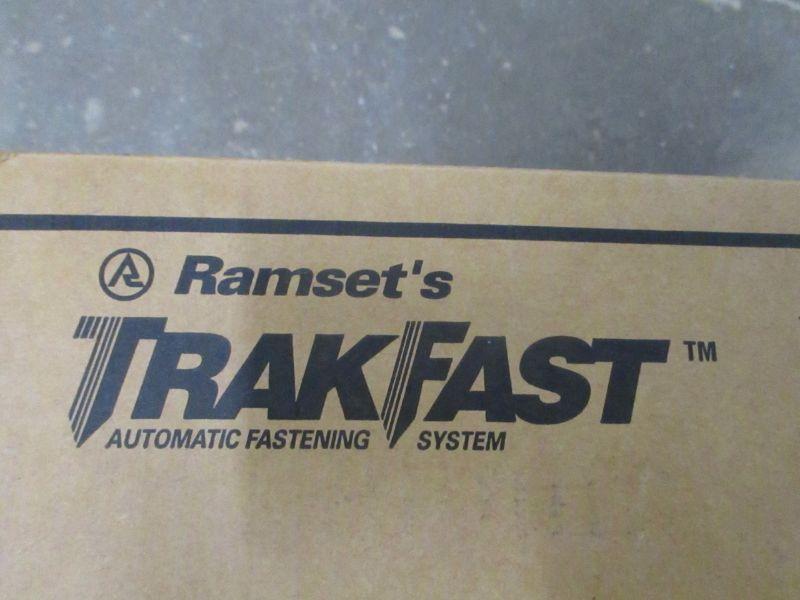 Ramset's
TRAKFAST™
AUTOMATIC FASTENING SYSTEM